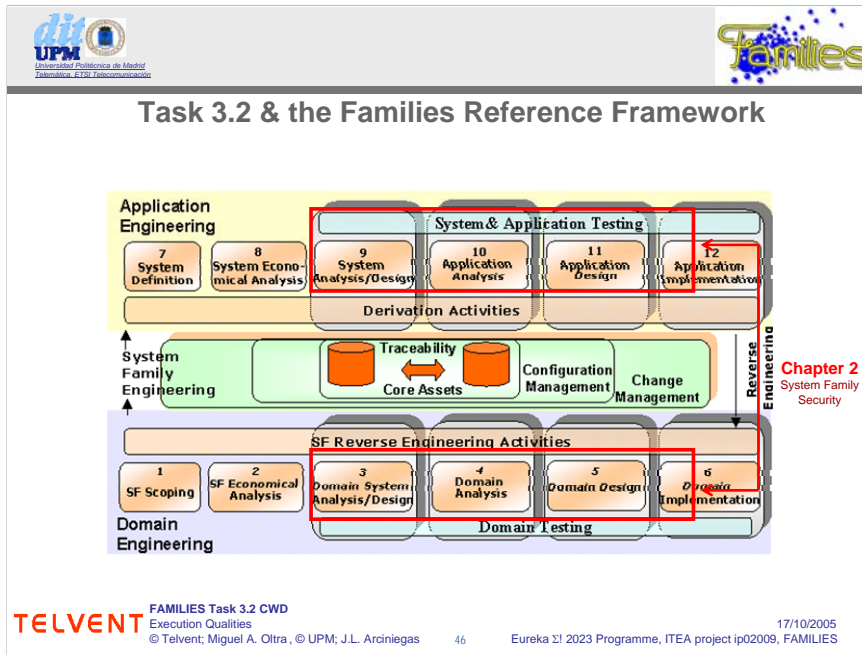 dit
UPM
Universidad Politécnica de Madrid
Telemática. ETSI Telecomunicación
Families
Task 3.2 & the Families Reference Framework
Application
Engineering
System& Application Testing
7
System
Definition
8
System Econo-
mical Analysis
9
System
Analysis/Design
10
Application
Analysis
11
Application
Design
12
Application
Implementation
Derivation Activities
System
Family
Engineering
Traceability
Core Assets
Configuration
Management
Change
Management
Reverse
Engineering
Chapter 2
System Family
Security
SF Reverse Engineering Activities
1
SF Scoping
2
SF Economical
Analysis
3
Domain System
Analysis/Design
4
Domain
Analysis
5
Domain Design
6
Domain
Implementation
Domain
Engineering
Domain Testing
TELVENT
FAMILIES Task 3.2 CWD
Execution Qualities
17/10/2005
© Telvent; Miguel A. Oltra , © UPM; J.L. Arciniegas
46
Eureka Σ! 2023 Programme, ITEA project ip02009, FAMILIES